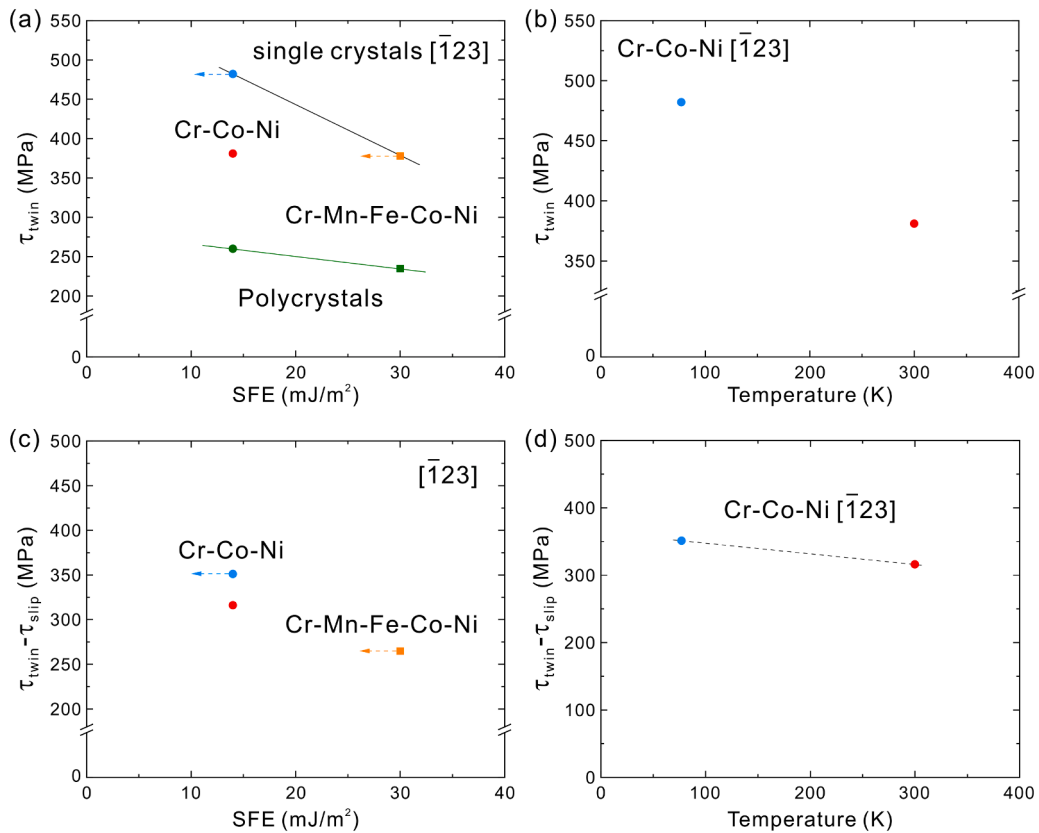 (a)
550
500
450
400
350
300
250
200
0
τtwin (MPa)
single crystals [1̅23]
Cr-Co-Ni
Cr-Mn-Fe-Co-Ni
Polycrystals
0 10 20 30 40
SFE (mJ/m²)
(b)
550
500
450
400
350
0
τtwin (MPa)
Cr-Co-Ni [1̅23]
0 100 200 300 400
Temperature (K)
(c)
500
450
400
350
300
250
200
0
τtwin-τslip (MPa)
[1̅23]
Cr-Co-Ni
Cr-Mn-Fe-Co-Ni
0 10 20 30 40
SFE (mJ/m²)
(d)
500
400
300
200
100
0
τtwin-τslip (MPa)
Cr-Co-Ni [1̅23]
0 100 200 300 400
Temperature (K)